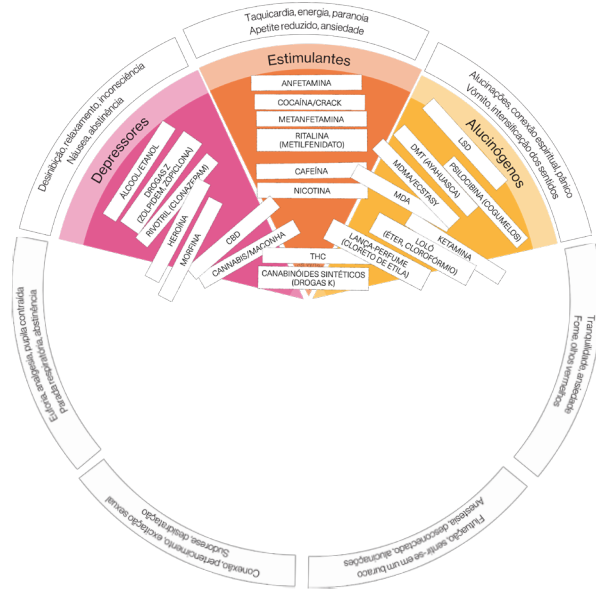 Taquicardia, energia, paranoia
Apetite reduzido, ansiedade
Desinibição, relaxamento, inconsciência
Náusea, abstinência
Alucinações, conexão espiritual, pânico
Vômito, intensificação dos sentidos
Depressores
Estimulantes
Alucinógenos
ÁLCOOL/ETANOL
DROGAS Z
(ZOLPIDEM, ZOPICLONA)
RIVOTRIL (CLONAZEPAM)
HEROÍNA
MORFINA
CBD
CANNABIS/MACONHA
ANFETAMINA
COCAÍNA/CRACK
METANFETAMINA
RITALINA
(METILFENIDATO)
CAFEÍNA
NICOTINA
THC
CANABINÓIDES SINTÉTICOS
(DROGAS K)
LSD
PSILOCIBINA (COGUMELOS)
DMT (AYAHUASCA)
MDMA/ECSTASY
MDA
KETAMINA
LOLÓ
(ÉTER, CLOROFÓRMIO)
LANÇA-PERFUME
(CLORETO DE ETILA)
Euforia, analgesia, pupila contraída
Parada respiratória, abstinência
Tranquilidade, ansiedade
Fome, olhos vermelhos
Conexão, pertencimento, excitação sexual
Sudorese, desidratação
Flutuação, sentir-se em um buraco
Anestesia, desconectado, alucinações